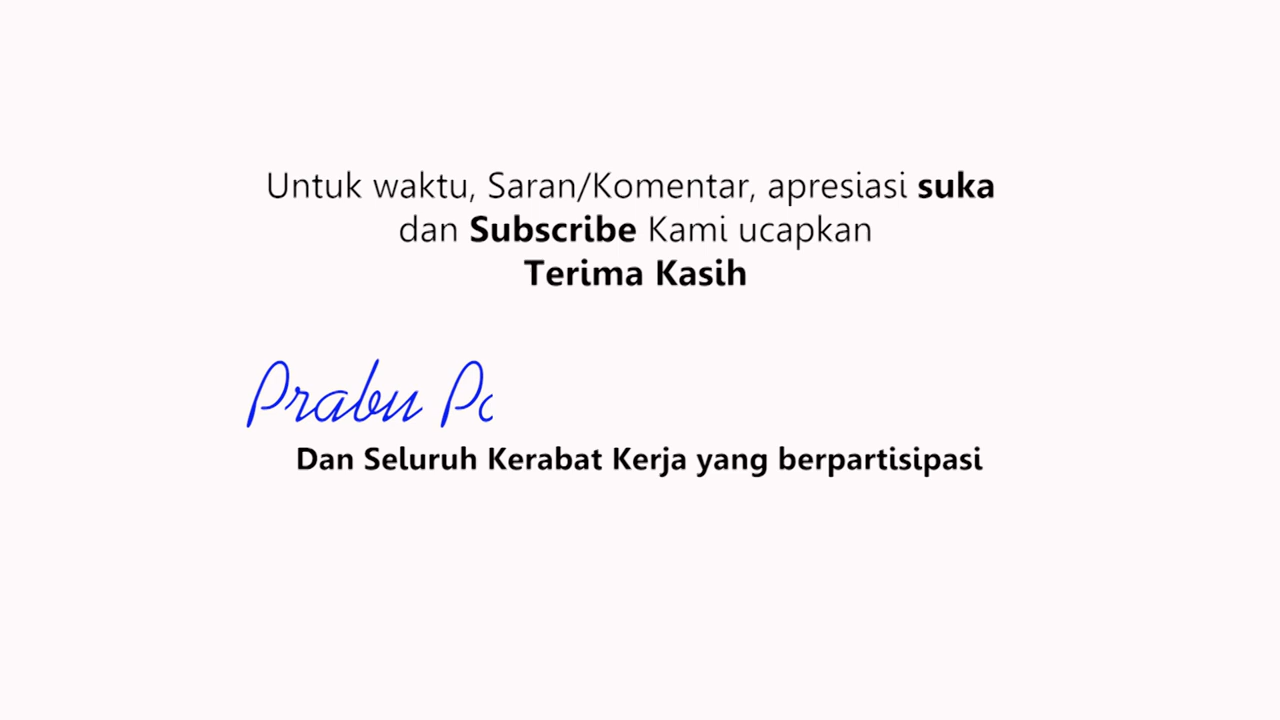 Untuk waktu, Saran/Komentar, apresiasi suka
dan Subscribe Kami ucapkan
Terima Kasih
Prabu
Dan Seluruh Kerabat Kerja yang berpartisipasi